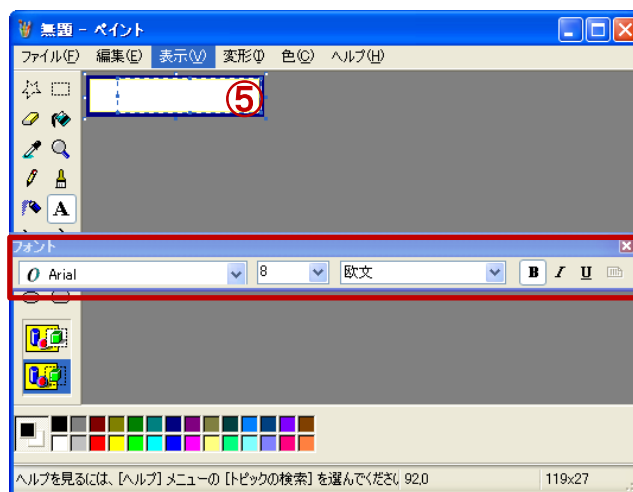 無題 - ペイント
ファイル(F) 編集(E) 表示(V) 変形(I) 色(C) ヘルプ(H)
⑤
A
フォント
O Arial 8 欧文 B I U
ヘルプを見るには、[ヘルプ] メニューの [トピックの検索] を選んでください 92,0 119x27